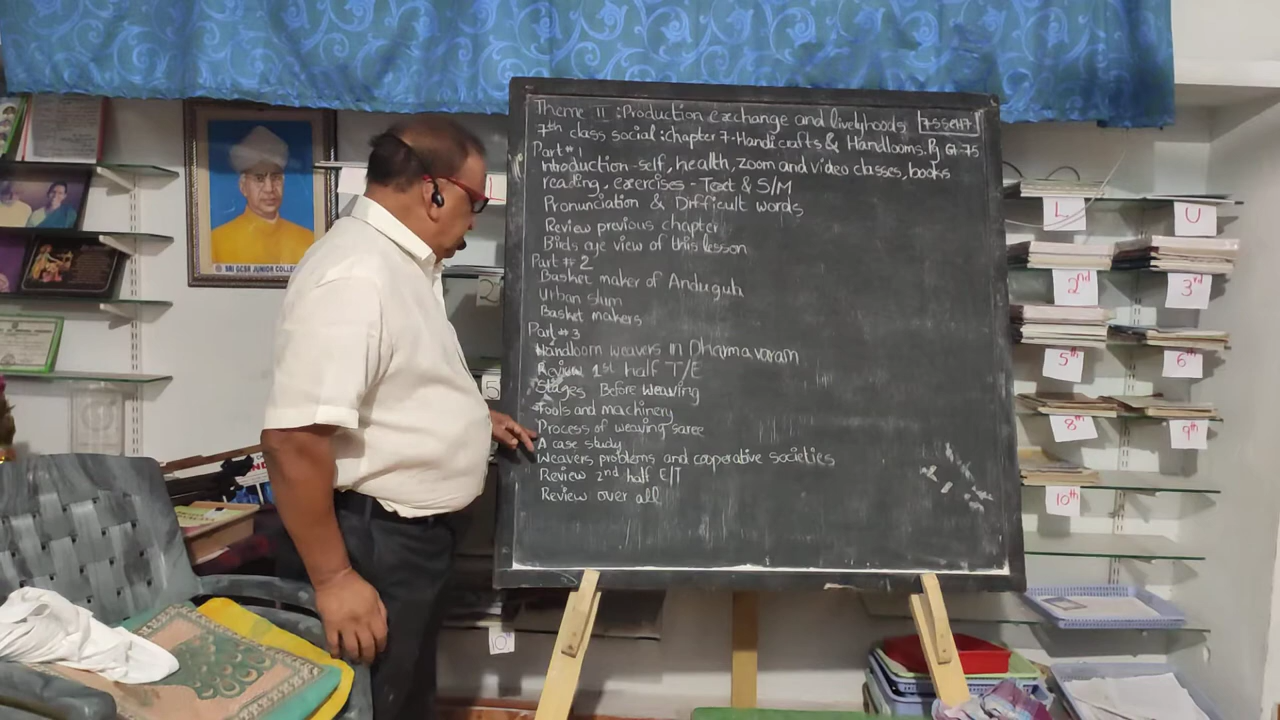 Theme II : Production exchange and livelyhoods 7SSCH7
7th class social : chapter 7 - Handicrafts & Handlooms. Pg 75
Part # 1
Introduction - self, health, zoom and video classes, books
reading, exercises - Text & S/M
Pronunciation & Difficult words
Review previous chapter
Birds eye view of this lesson
Part # 2
Basket maker of
Urban slum
Basket makers
Part # 3
Handloom weavers in Dharmavaram
Review 1st half T/E
Stages Before weaving
Tools and machinery
Process of weaving saree
A case study
Weavers problems and cooperative societies
Review 2nd half E/T
Review over all
SRI GCSR JUNIOR COLLEGE
L
U
2nd
3rd
5th
6th
8th
9th
10th
5
10th